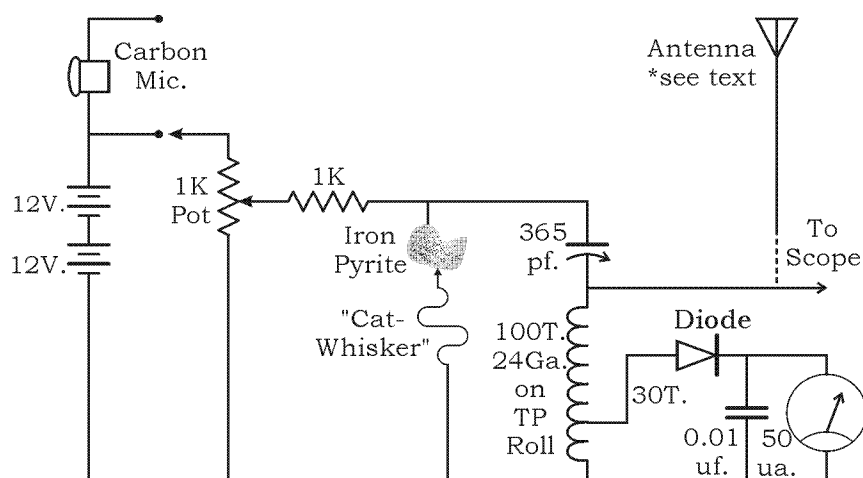 Carbon
Mic.
Antenna
*see text
12V.
12V.
1K
Pot
1K
Iron
Pyrite
"Cat-
Whisker"
365
pf.
To
Scope
100T.
24Ga.
on
TP
Roll
30T.
Diode
0.01
uf.
50
ua.